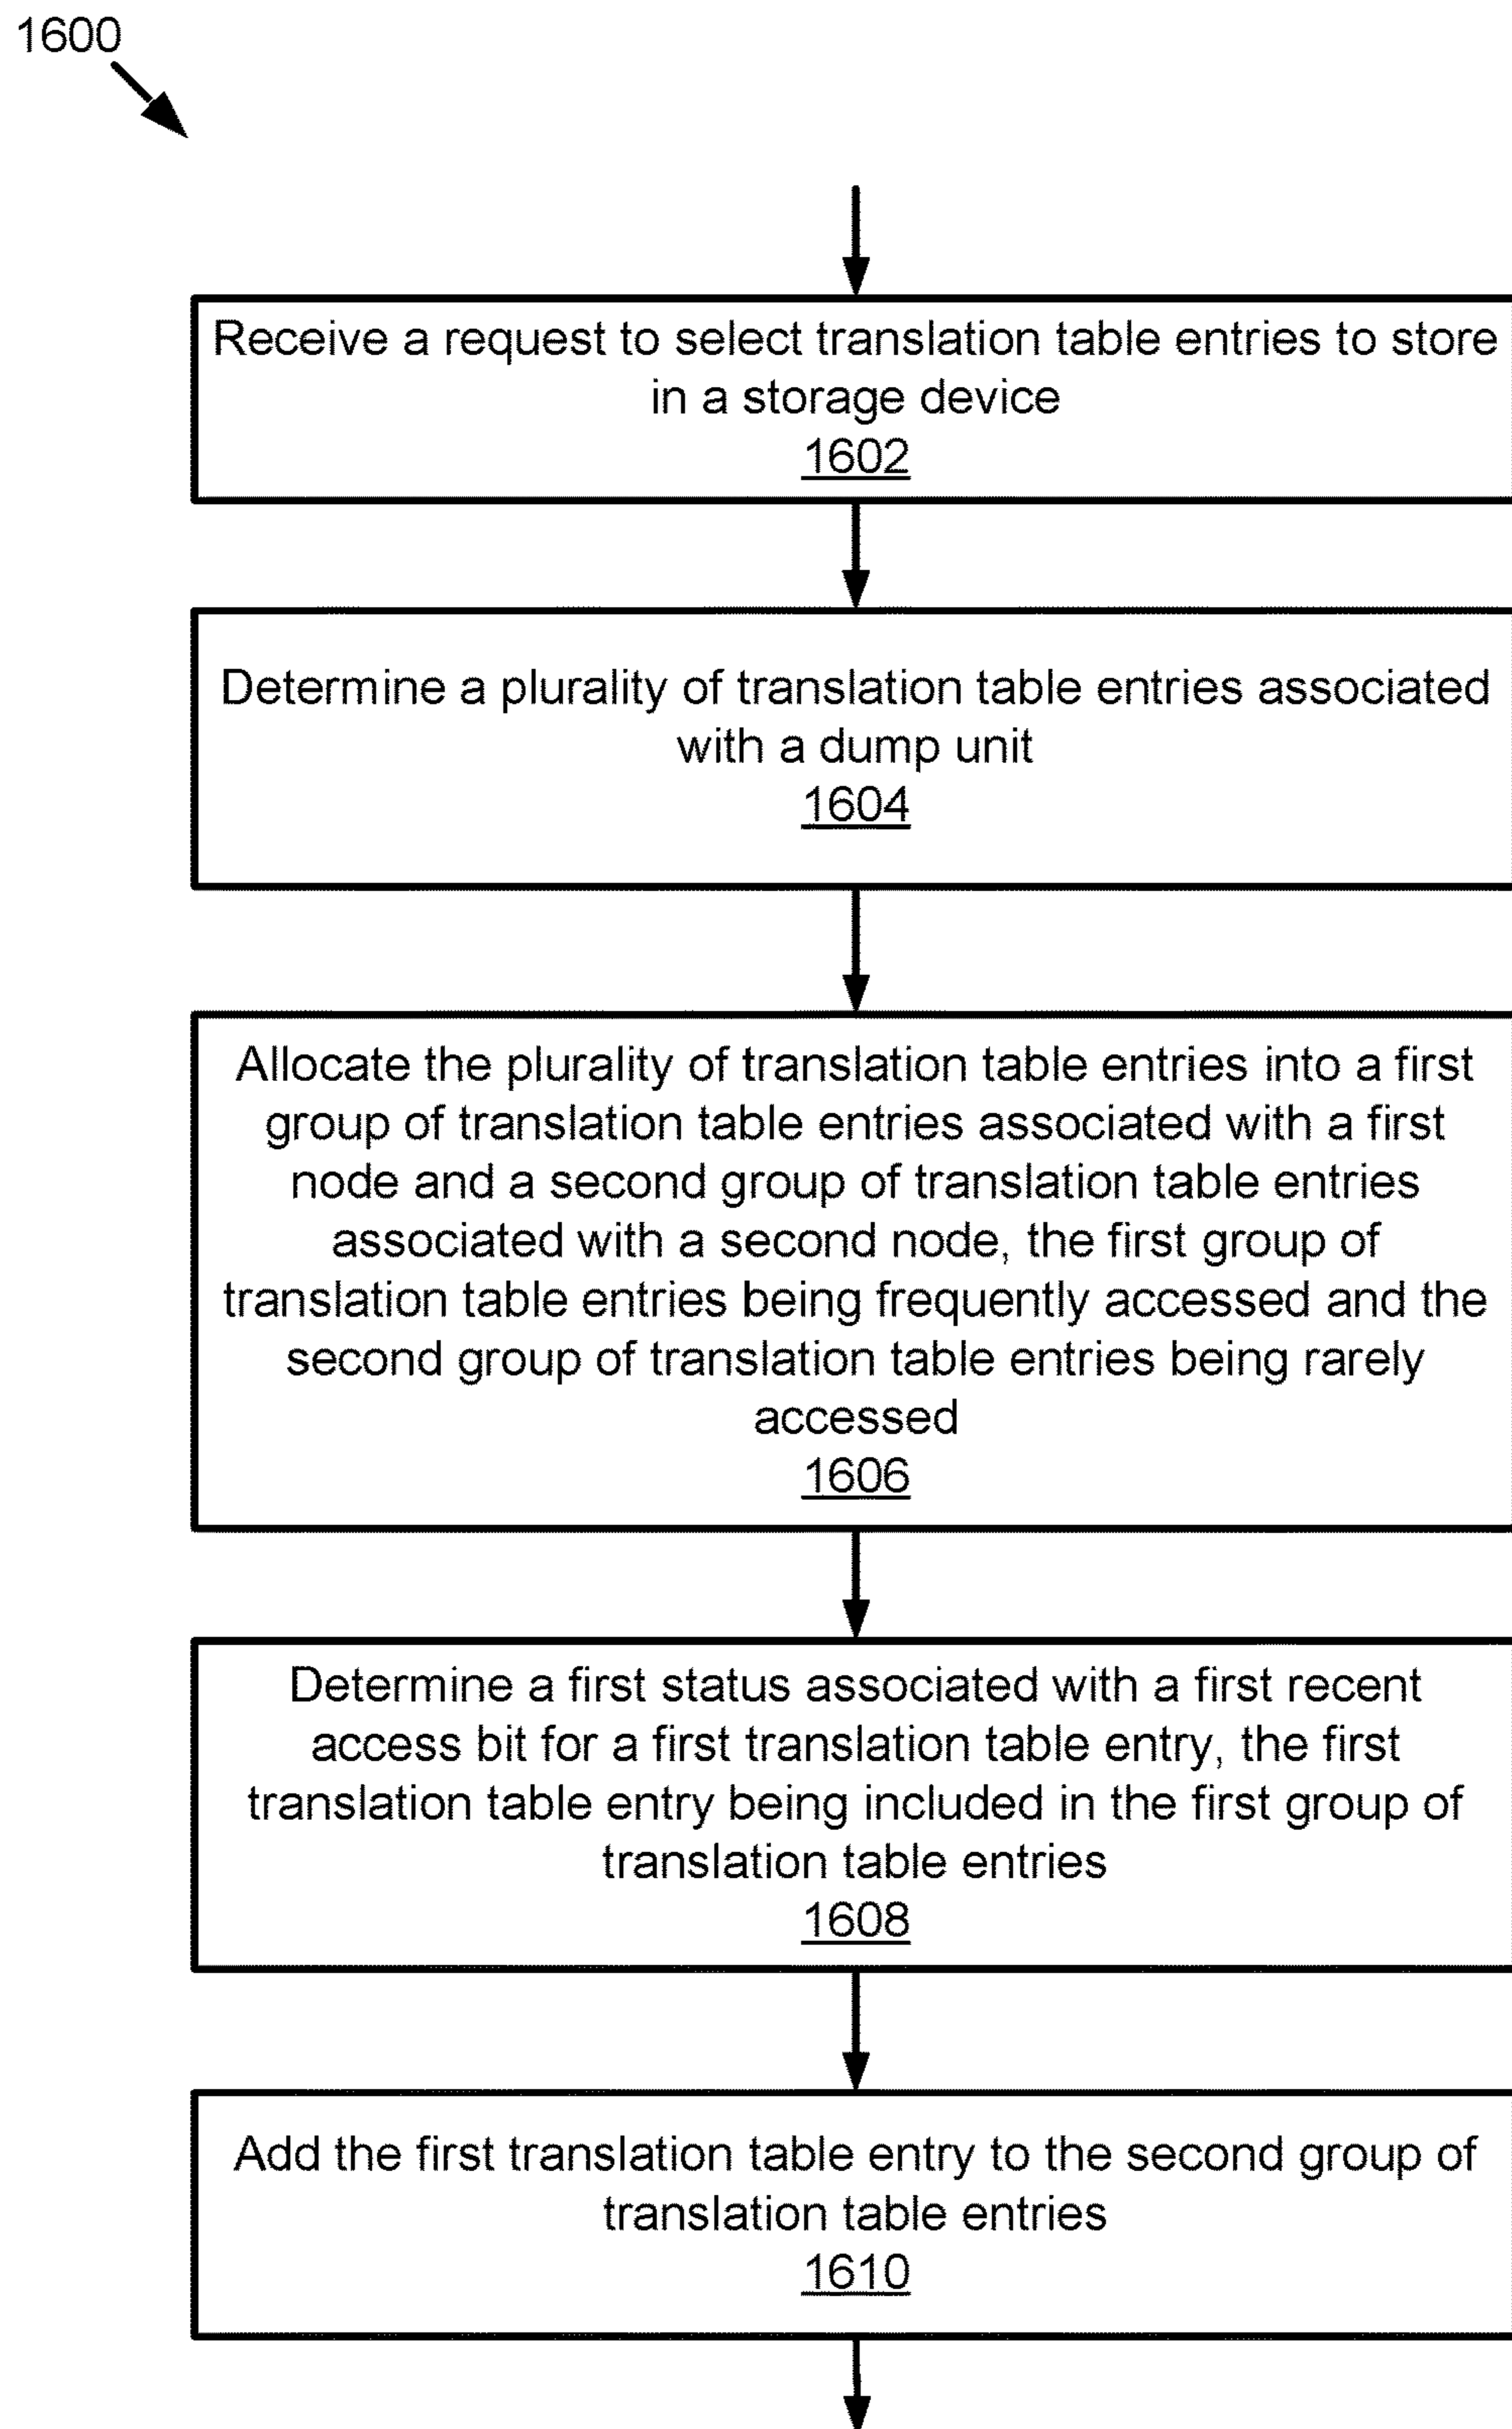 1600
Receive a request to select translation table entries to store
in a storage device
1602
Determine a plurality of translation table entries associated
with a dump unit
1604
Allocate the plurality of translation table entries into a first
group of translation table entries associated with a first
node and a second group of translation table entries
associated with a second node, the first group of
translation table entries being frequently accessed and the
second group of translation table entries being rarely
accessed
1606
Determine a first status associated with a first recent
access bit for a first translation table entry, the first
translation table entry being included in the first group of
translation table entries
1608
Add the first translation table entry to the second group of
translation table entries
1610